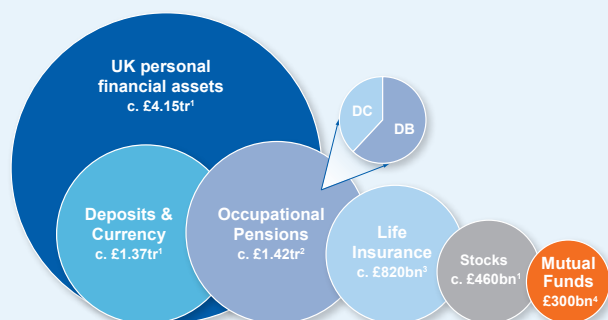 UK personal
financial assets
c. £4.15tr¹
DC
DB
Deposits &
Currency
c. £1.37tr¹
Occupational
Pensions
c. £1.42tr²
Life
Insurance
c. £820bn³
Stocks
c. £460bn¹
Mutual
Funds
£300bn⁴